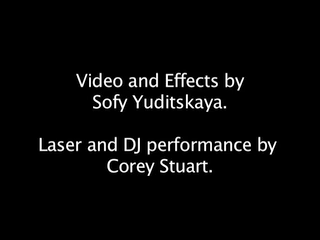 Video and Effects by
Sofy Yuditskaya.
Laser and DJ performance by
Corey Stuart.